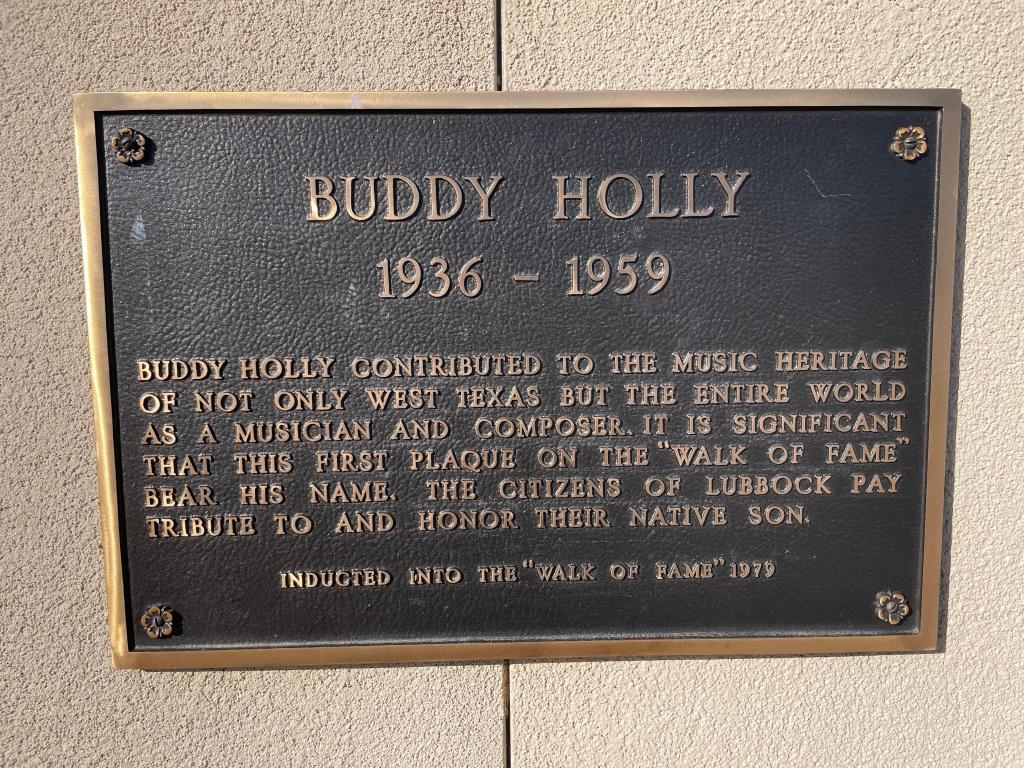 BUDDY HOLLY
1936 - 1959
BUDDY HOLLY CONTRIBUTED TO THE MUSIC HERITAGE
OF NOT ONLY WEST TEXAS BUT THE ENTIRE WORLD
AS A MUSICIAN AND COMPOSER. IT IS SIGNIFICANT
THAT THIS FIRST PLAQUE ON THE "WALK OF FAME"
BEAR HIS NAME. THE CITIZENS OF LUBBOCK PAY
TRIBUTE TO AND HONOR THEIR NATIVE SON.
INDUCTED INTO THE "WALK OF FAME" 1979